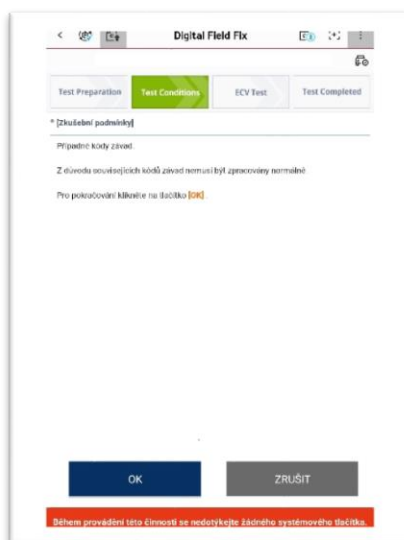 Digital Field Fix
Test Preparation
Test Conditions
ECV Test
Test Completed
* [Zkušební podmínky]
Případné kódy závad.
Z důvodu souvisejících kódů závad nemusí být zpracovány normálně
Pro pokračování klikněte na tlačítko [OK].
OK
ZRUŠIT
Během provádění této činnosti se nedotýkejte žádného systémového tlačítka.